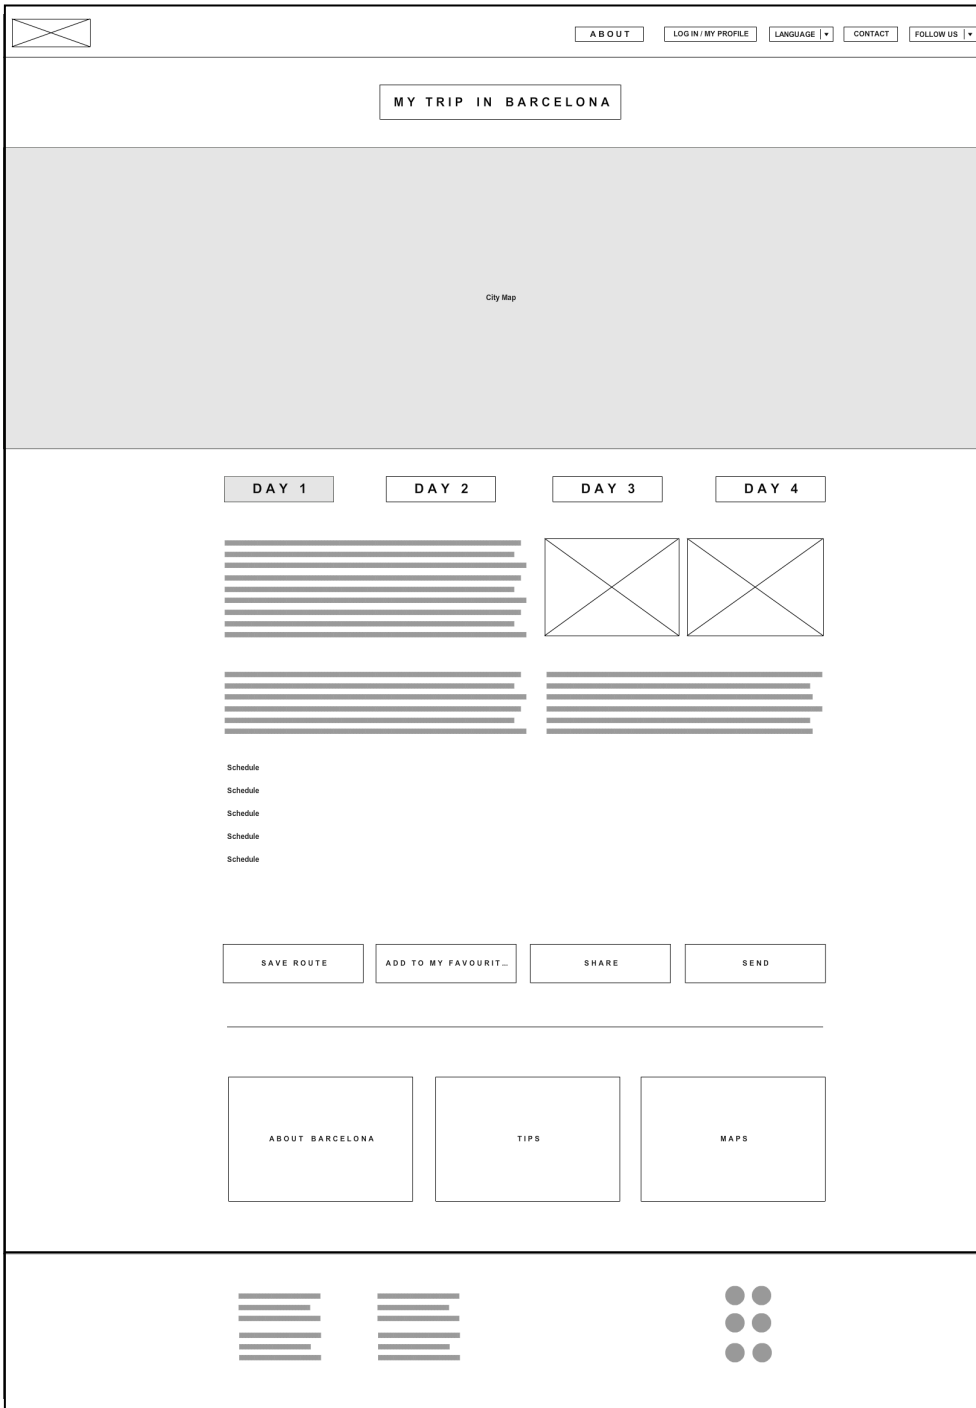 ABOUT
LOG IN / MY PROFILE
LANGUAGE
CONTACT
FOLLOW US
MY TRIP IN BARCELONA
City Map
DAY 1
DAY 2
DAY 3
DAY 4
Schedule
Schedule
Schedule
Schedule
Schedule
SAVE ROUTE
ADD TO MY FAVOURIT...
SHARE
SEND
ABOUT BARCELONA
TIPS
MAPS